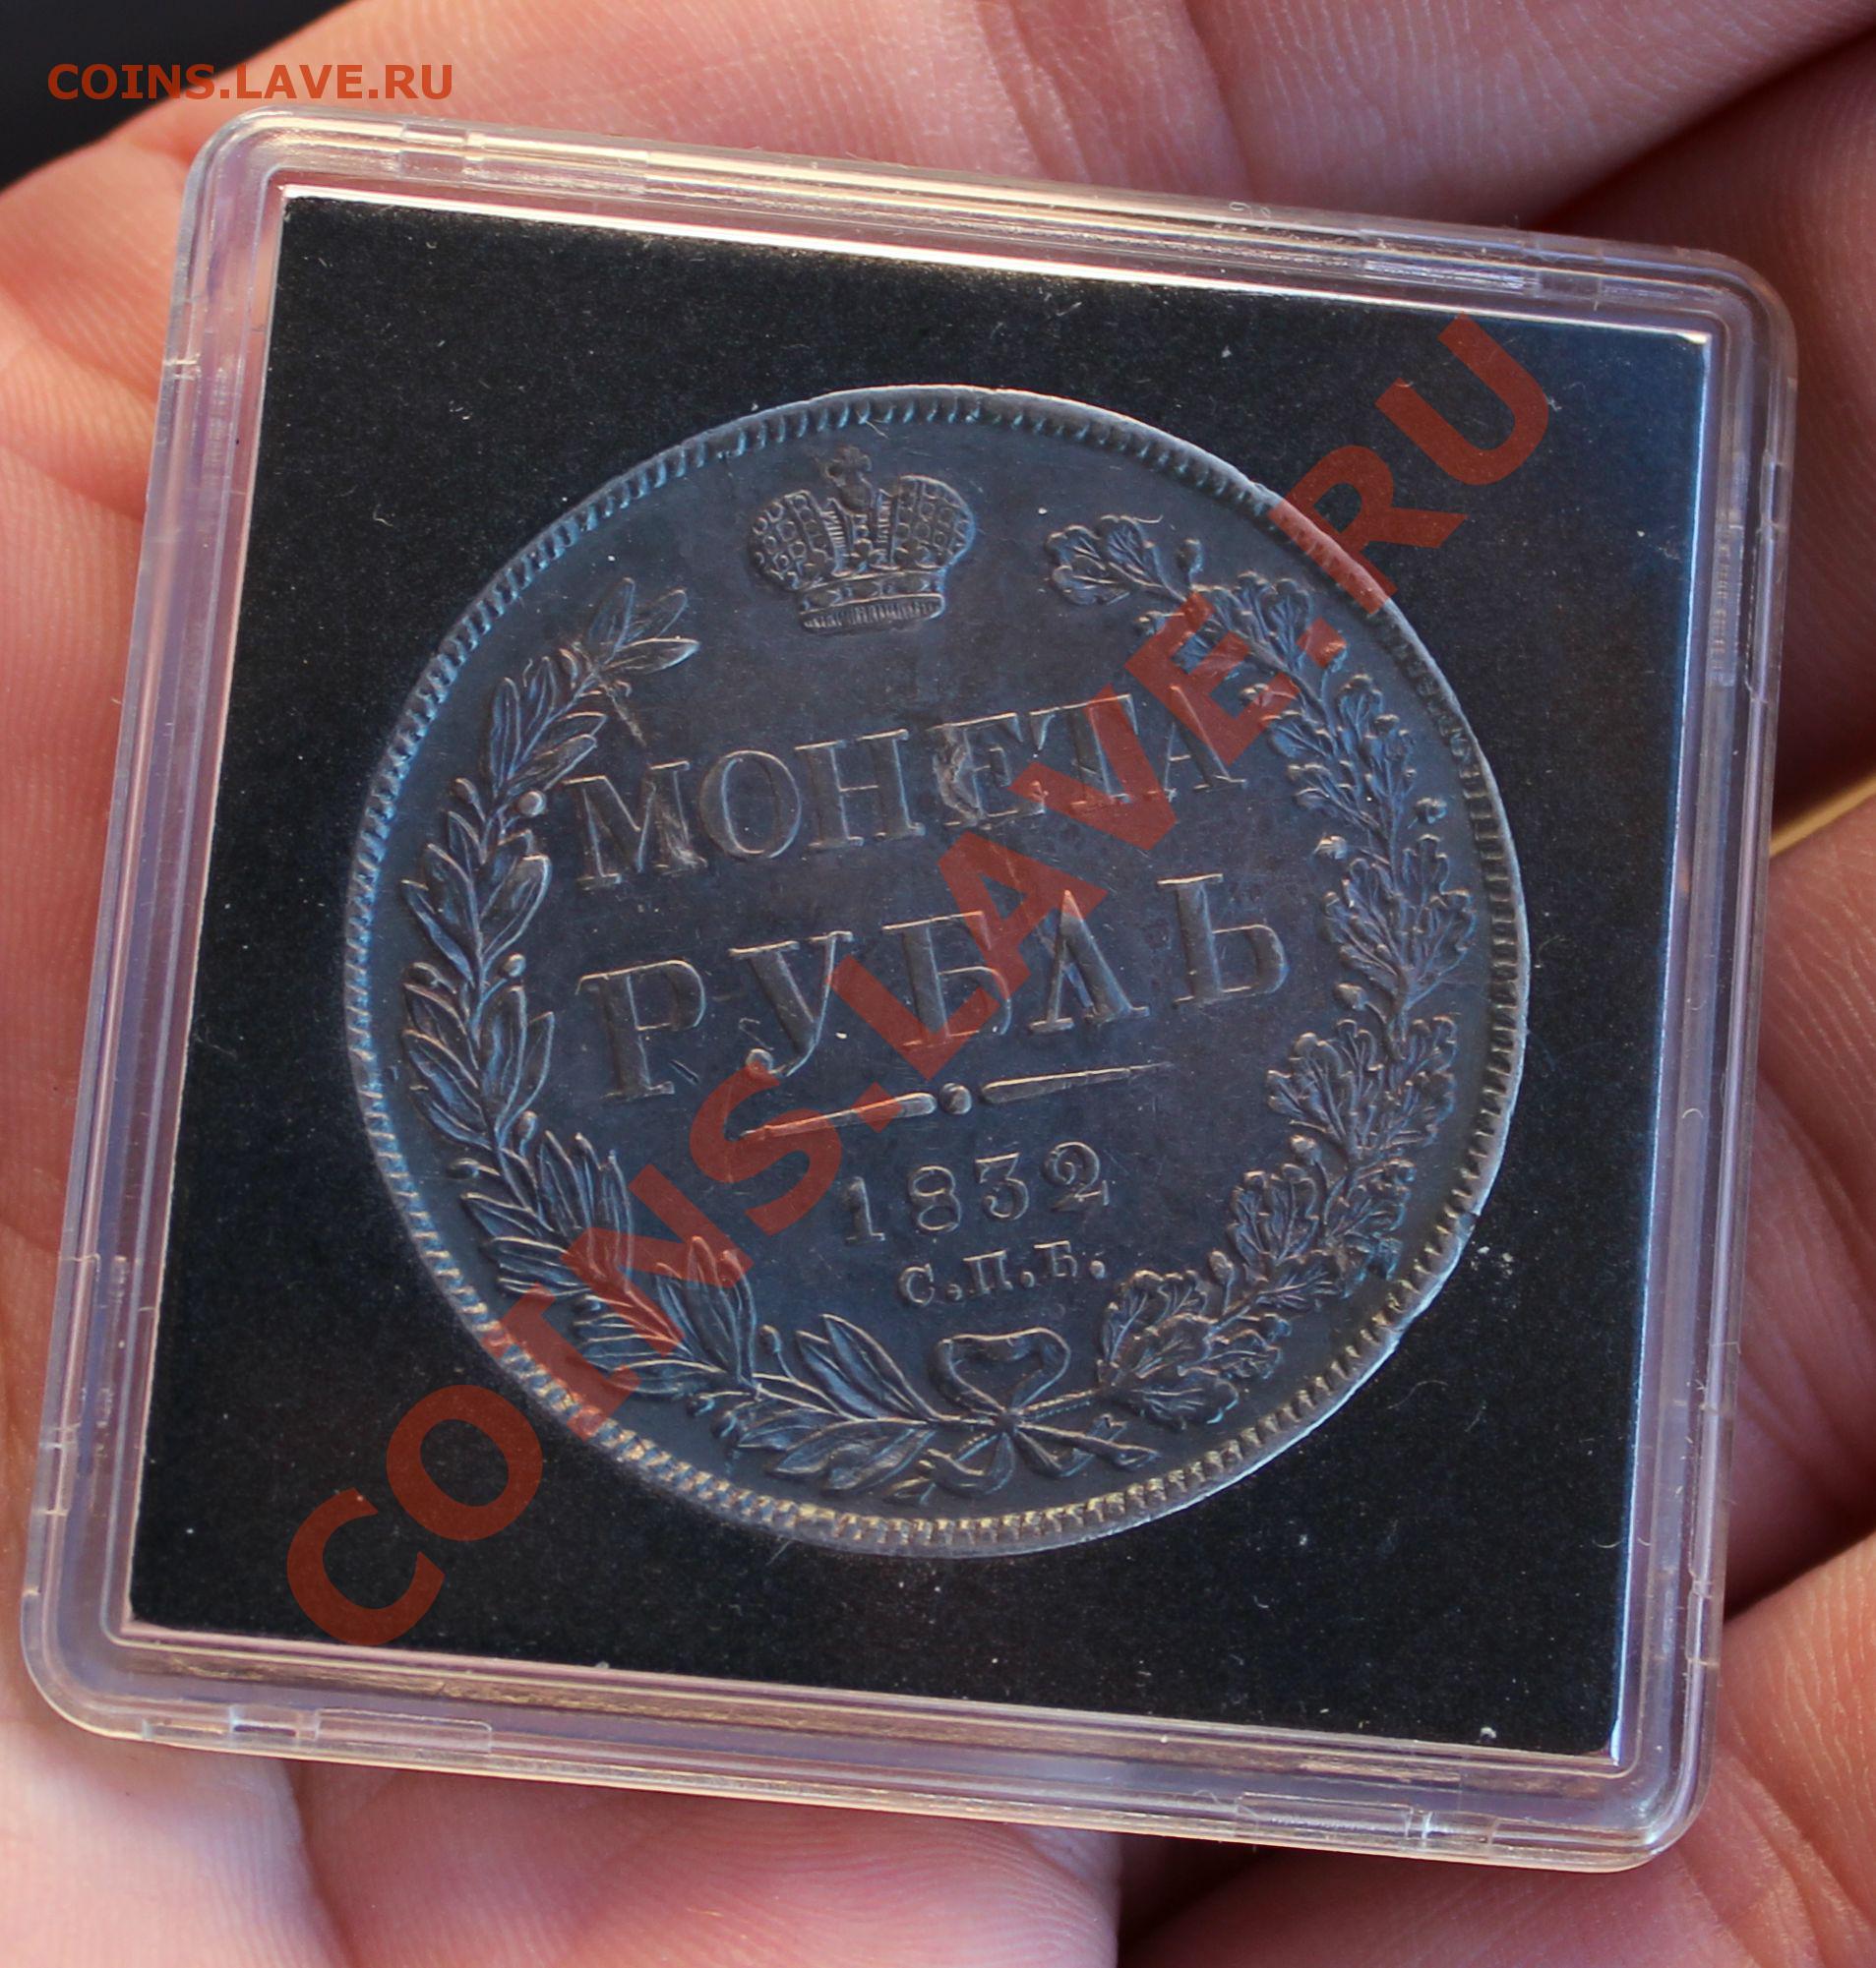 COINS.LAVE.RU
МОНЕТА
РУБЛЬ
1832
С.П.Б.
COINS.LAVE.RU